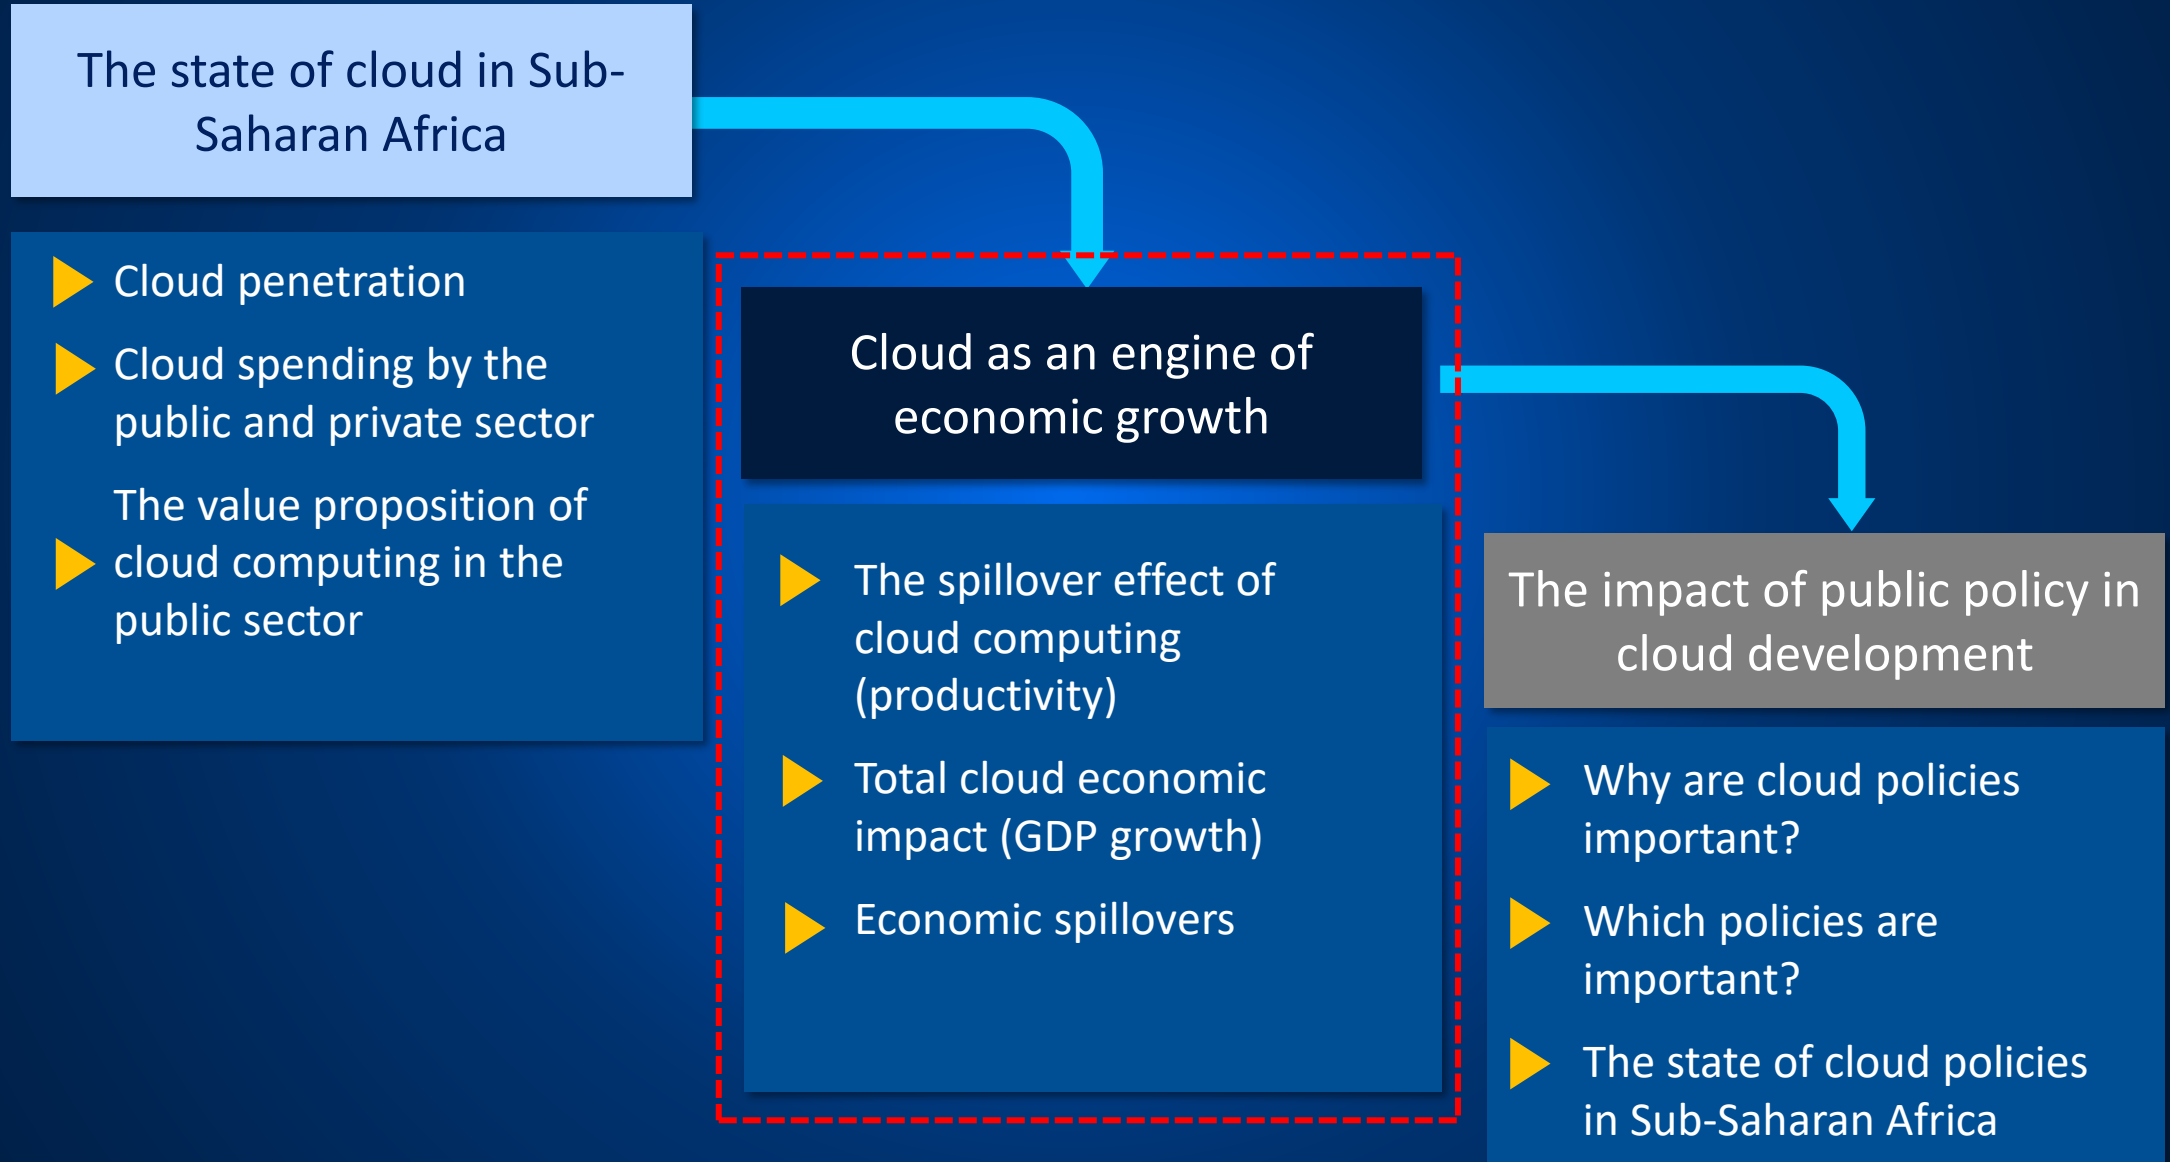 The state of cloud in Sub-
Saharan Africa
Cloud penetration
Cloud spending by the
public and private sector
The value proposition of
cloud computing in the
public sector
Cloud as an engine of
economic growth
The spillover effect of
cloud computing
(productivity)
Total cloud economic
impact (GDP growth)
Economic spillovers
The impact of public policy in
cloud development
Why are cloud policies
important?
Which policies are
important?
The state of cloud policies
in Sub-Saharan Africa